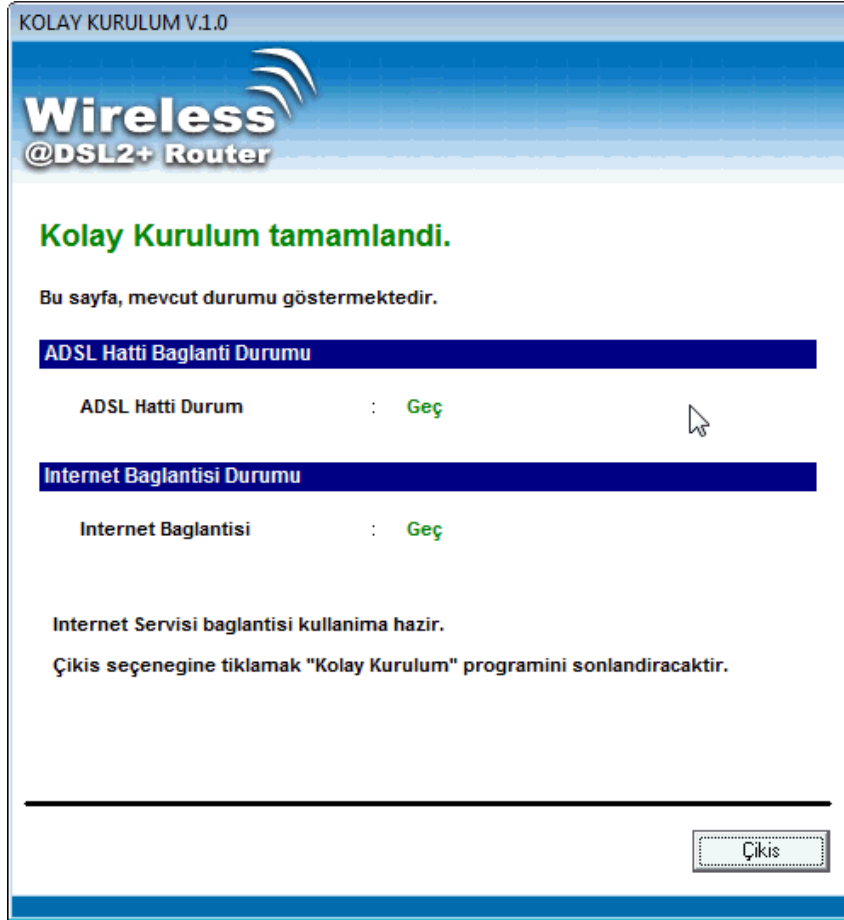 KOLAY KURULUM V.1.0
Wireless
@DSL2+ Router
Kolay Kurulum tamamlandi.
Bu sayfa, mevcut durumu göstermektedir.
ADSL Hatti Baglanti Durumu
ADSL Hatti Durum : Geç
Internet Baglantisi Durumu
Internet Baglantisi : Geç
Internet Servisi baglantisi kullanima hazir.
Çikis seçenegine tiklamak "Kolay Kurulum" programini sonlandiracaktir.
Çikis